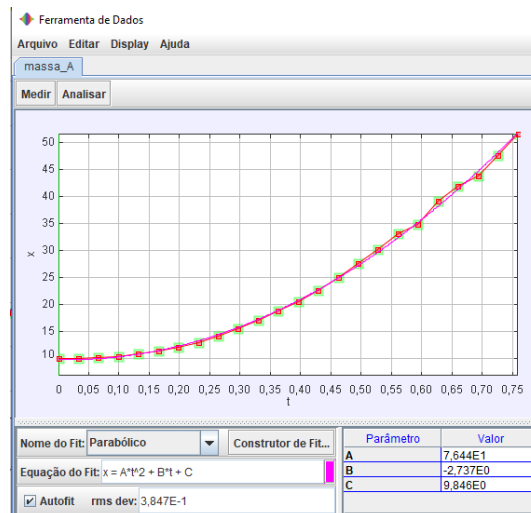 Ferramenta de Dados
Arquivo Editar Display Ajuda
massa_A
Medir Analisar
50
45
40
35
30
25
20
15
10
x
0 0,05 0,10 0,15 0,20 0,25 0,30 0,35 0,40 0,45 0,50 0,55 0,60 0,65 0,70 0,75
t
Nome do Fit: Parabólico Construtor de Fit...
Equação do Fit: x = A*t^2 + B*t + C
Autofit rms dev: 3,847E-1
Parâmetro Valor
A 7,644E1
B -2,737E0
C 9,846E0